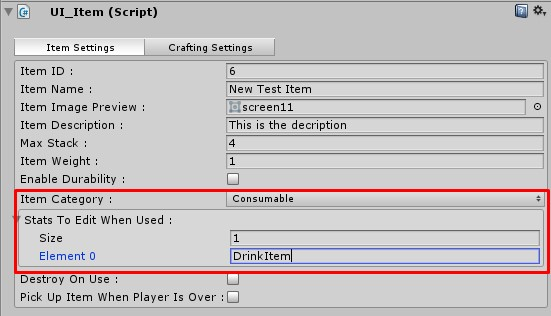 UI_Item (Script)
Item Settings Crafting Settings
Item ID : 6
Item Name : New Test Item
Item Image Preview : screen11
Item Description : This is the decription
Max Stack : 4
Item Weight : 1
Enable Durability :
Item Category : Consumable
Stats To Edit When Used :
Size 1
Element 0 DrinkItem
Destroy On Use :
Pick Up Item When Player Is Over :